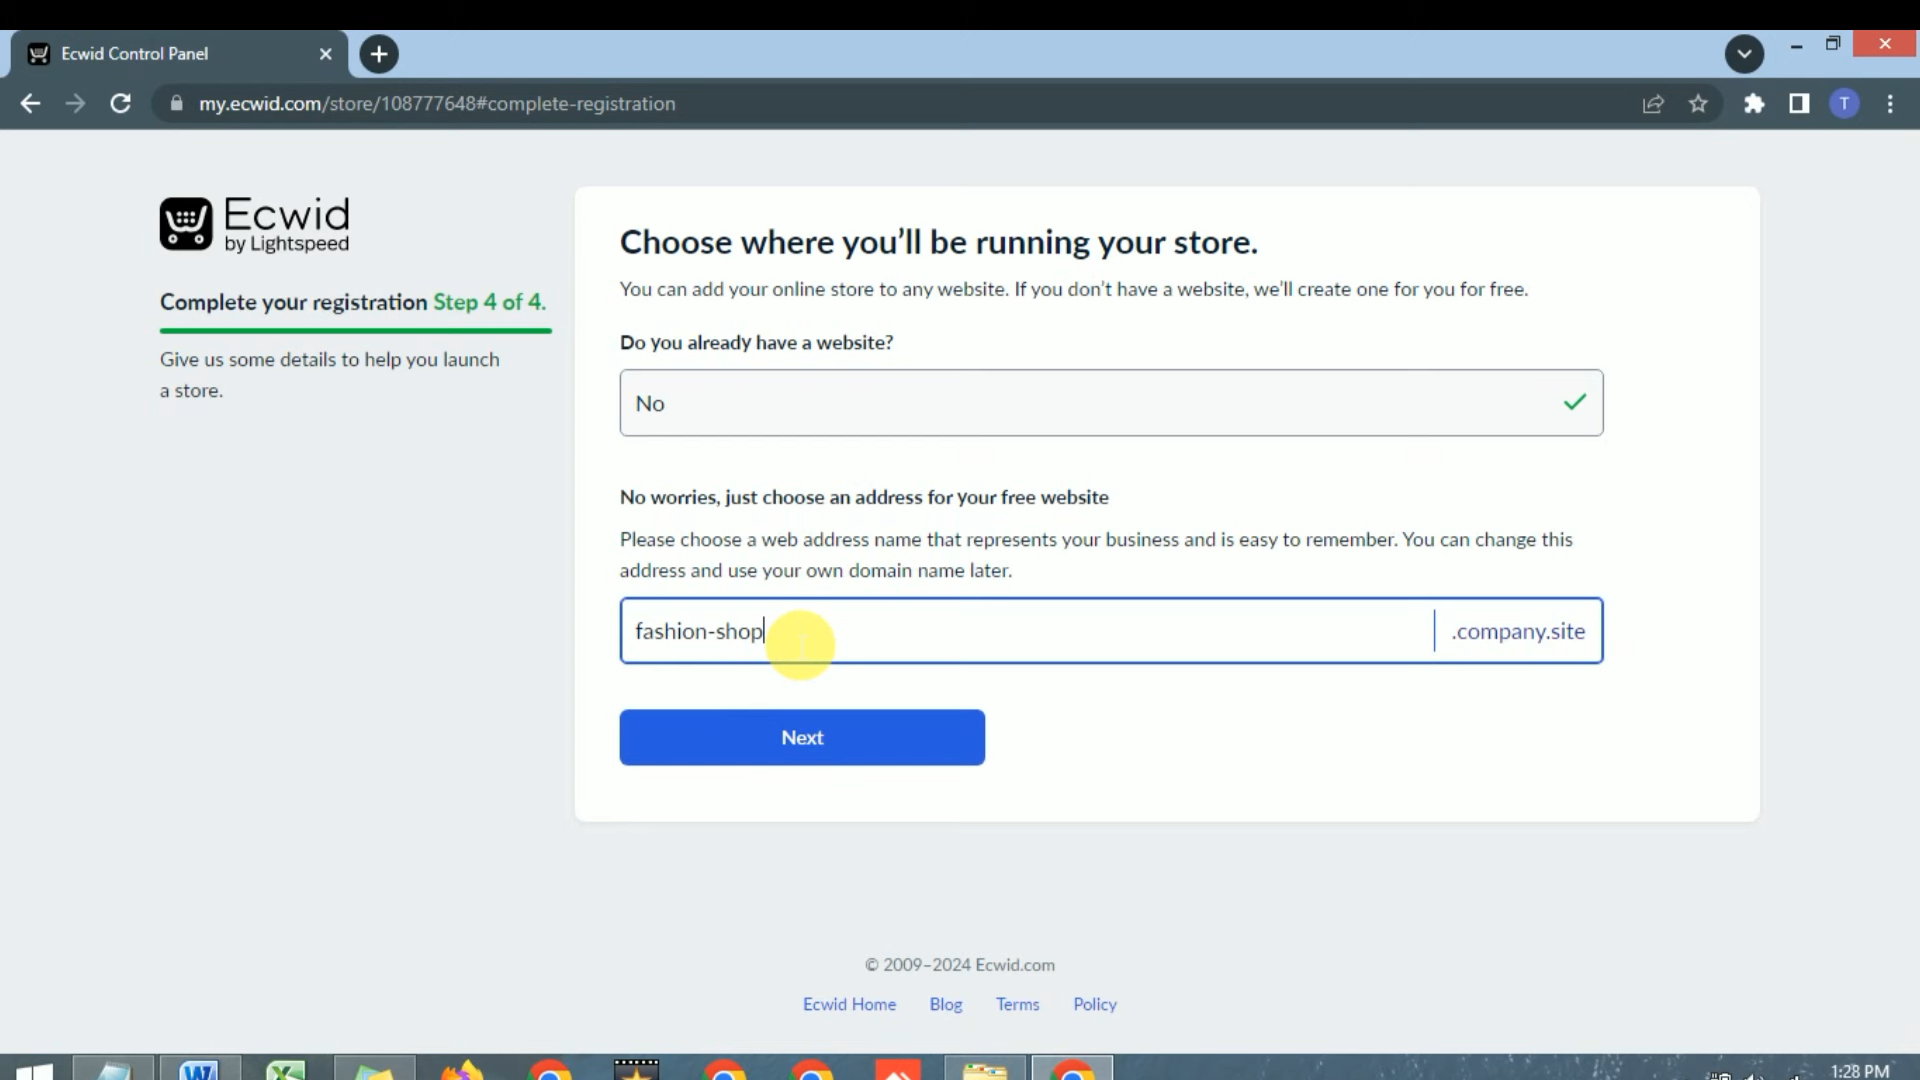 Ecwid Control Panel
my.ecwid.com/store/108777648#complete-registration
T
Ecwid
by Lightspeed
Complete your registration Step 4 of 4.
Give us some details to help you launch
a store.
Choose where you’ll be running your store.
You can add your online store to any website. If you don’t have a website, we’ll create one for you for free.
Do you already have a website?
No
No worries, just choose an address for your free website
Please choose a web address name that represents your business and is easy to remember. You can change this
address and use your own domain name later.
fashion-shop
.company.site
Next
© 2009–2024 Ecwid.com
Ecwid Home Blog Terms Policy
1:28 PM